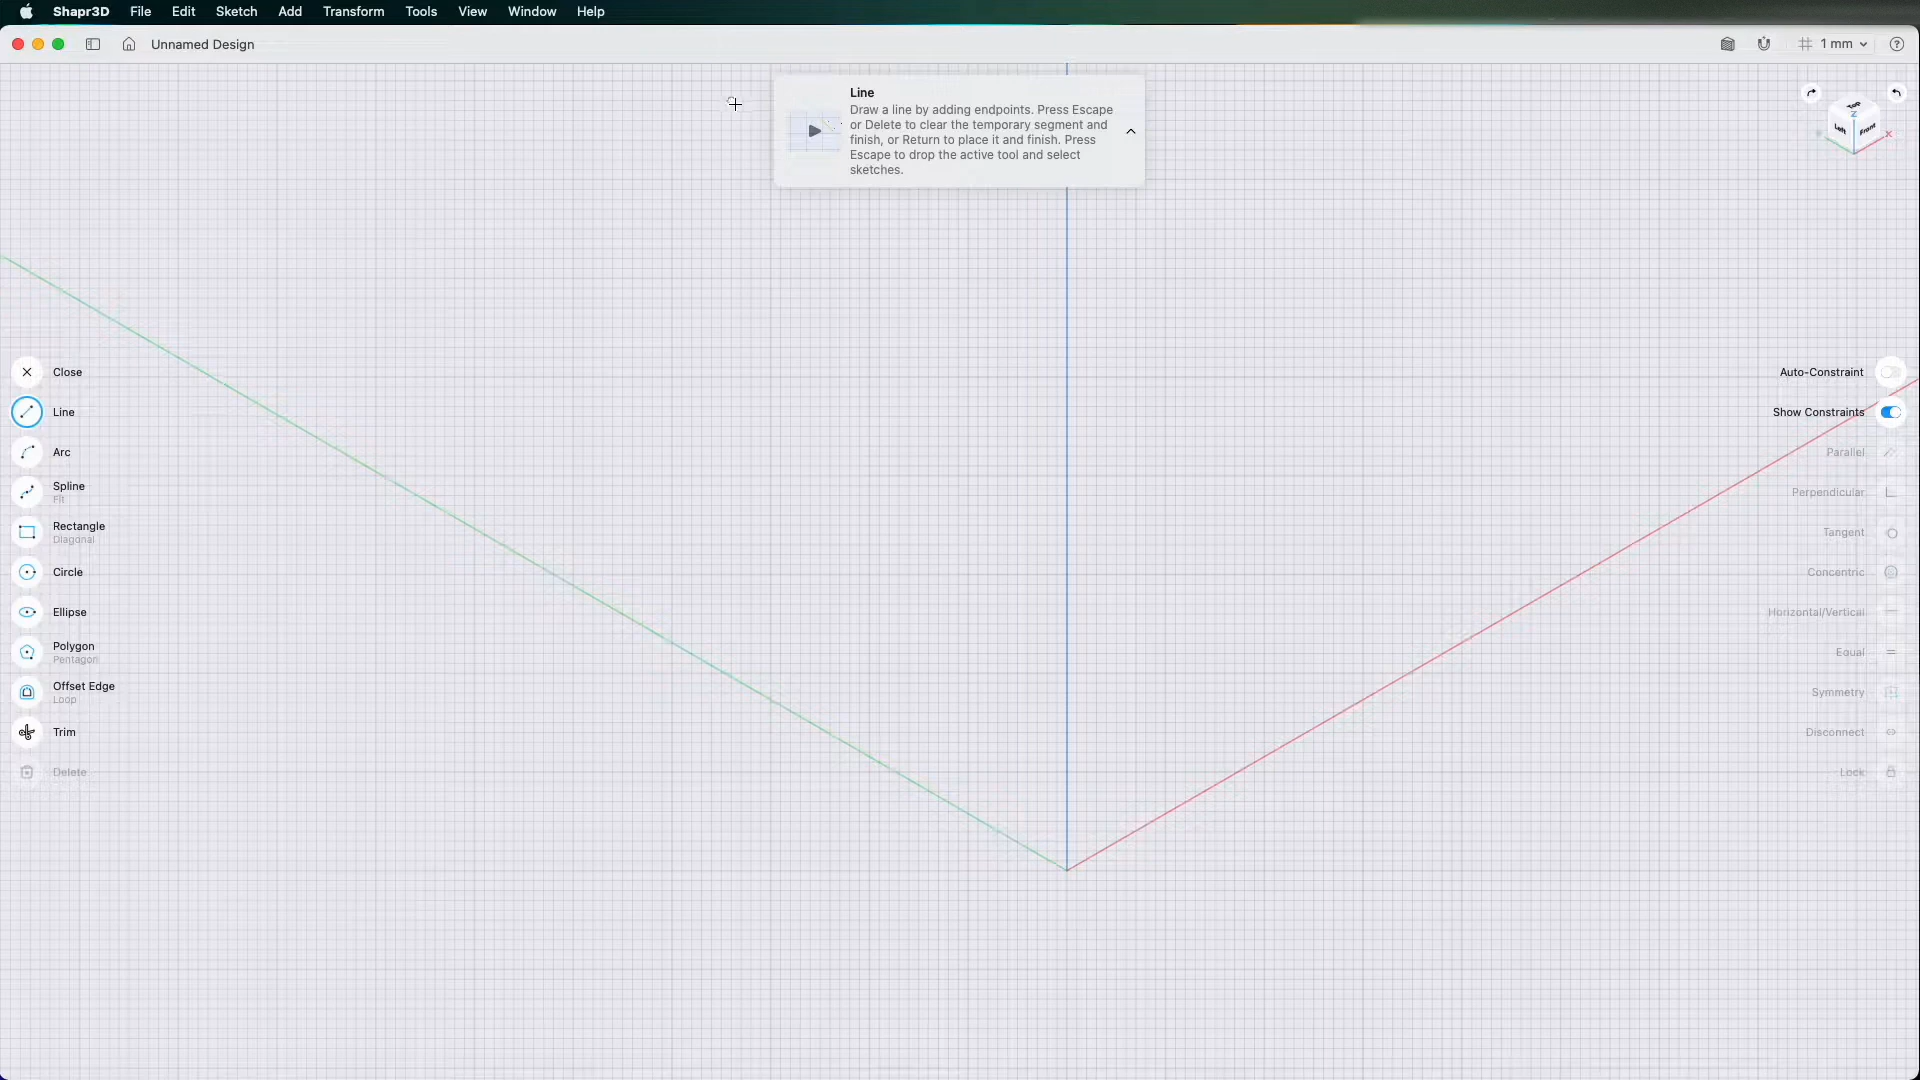 Shapr3D File Edit Sketch Add Transform Tools View Window Help
Unnamed Design
1 mm
Line
Draw a line by adding endpoints. Press Escape
or Delete to clear the temporary segment and
finish, or Return to place it and finish. Press
Escape to drop the active tool and select
sketches.
Top
Z
Left
Front
X
Close
Line
Arc
Spline
Fit
Rectangle
Diagonal
Circle
Ellipse
Polygon
Pentagon
Offset Edge
Loop
Trim
Delete
Auto-Constraint
Show Constraints
Parallel
Perpendicular
Tangent
Concentric
Horizontal/Vertical
Equal
Symmetry
Disconnect
Lock